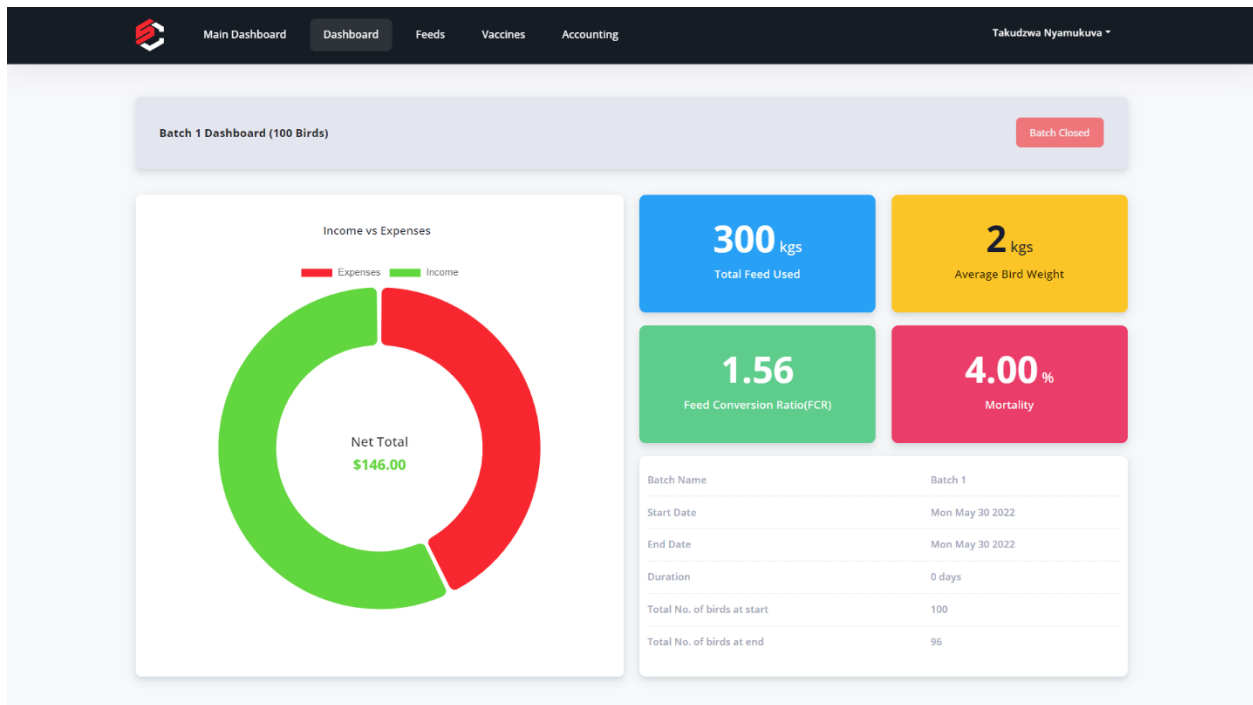 Main Dashboard Dashboard Feeds Vaccines Accounting Takudzwa Nyamukuva
Batch 1 Dashboard (100 Birds) Batch Closed
Income vs Expenses
Expenses Income
Net Total
$146.00
300 kgs
Total Feed Used
2 kgs
Average Bird Weight
1.56
Feed Conversion Ratio(FCR)
4.00 %
Mortality
Batch Name Batch 1
Start Date Mon May 30 2022
End Date Mon May 30 2022
Duration 0 days
Total No. of birds at start 100
Total No. of birds at end 96